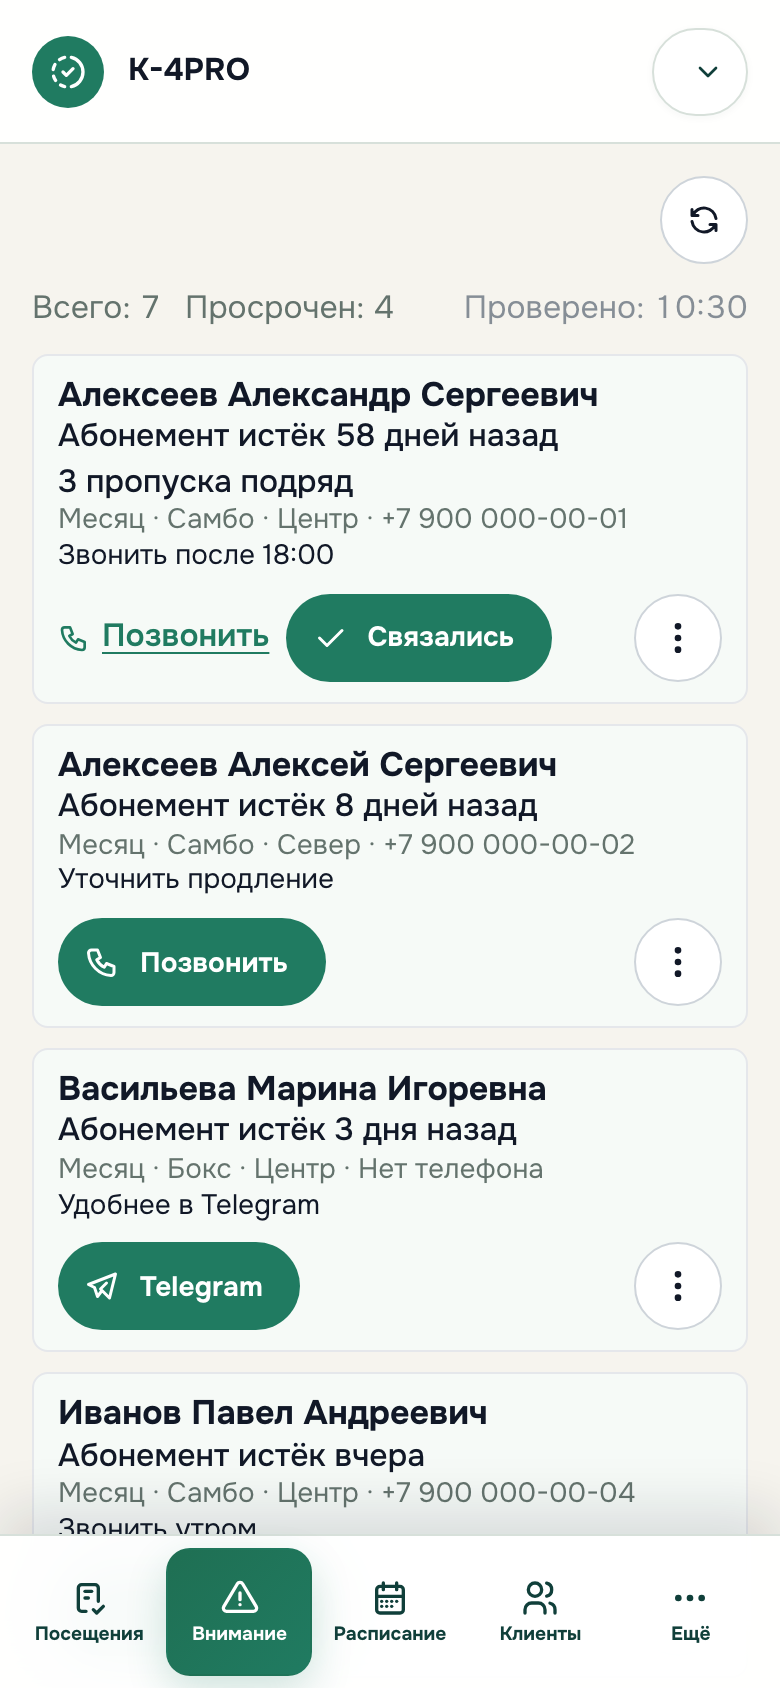 K-4PRO
Всего: 7 Просрочен: 4 Проверено: 10:30
Алексеев Александр Сергеевич
Абонемент истёк 58 дней назад
3 пропуска подряд
Месяц · Самбо · Центр · +7 900 000-00-01
Звонить после 18:00
Позвонить Связались
Алексеев Алексей Сергеевич
Абонемент истёк 8 дней назад
Месяц · Самбо · Север · +7 900 000-00-02
Уточнить продление
Позвонить
Васильева Марина Игоревна
Абонемент истёк 3 дня назад
Месяц · Бокс · Центр · Нет телефона
Удобнее в Telegram
Telegram
Иванов Павел Андреевич
Абонемент истёк вчера
Месяц · Самбо · Центр · +7 900 000-00-04
Звонить утром
Посещения Внимание Расписание Клиенты Ещё